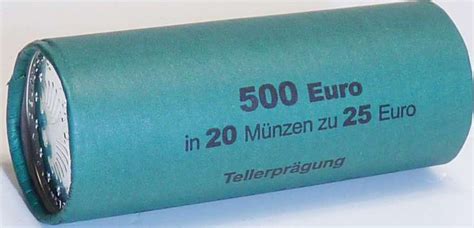 500 Euro
in 20 Münzen zu 25 Euro
Tellerprägung